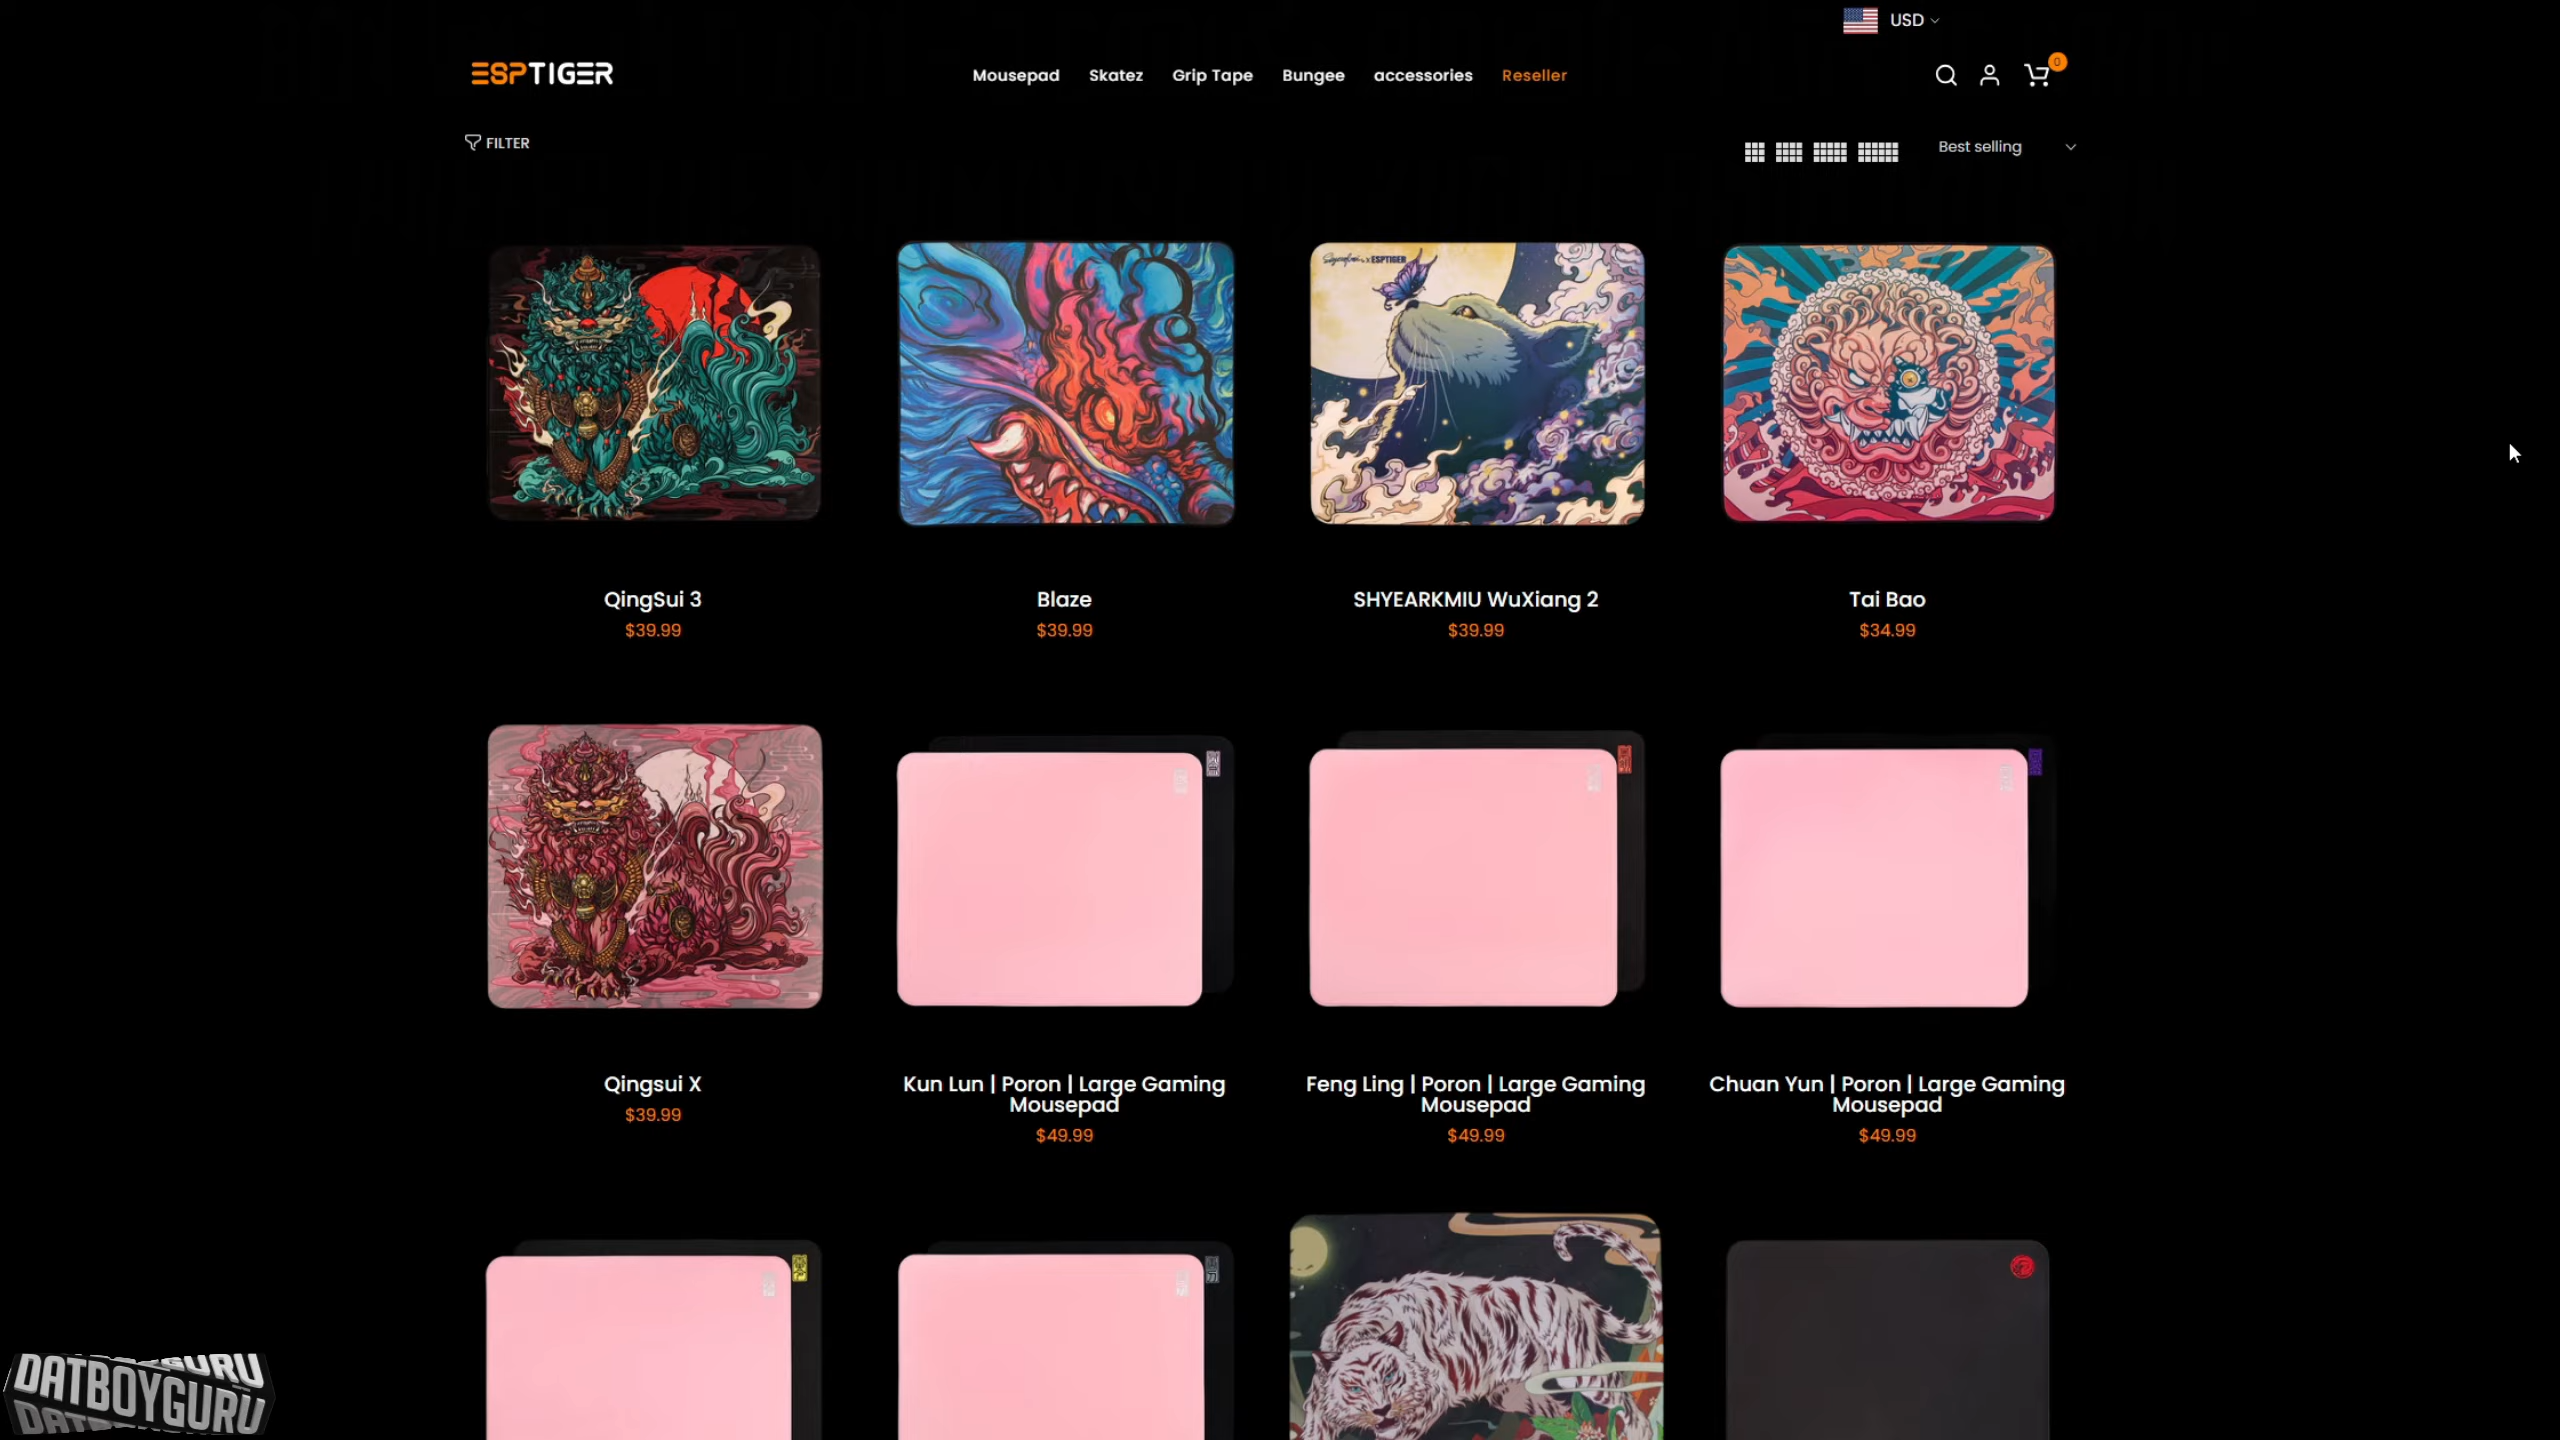 USD
ESPTIGER
Mousepad Skatez Grip Tape Bungee accessories Reseller
0
FILTER
Best selling
x ESPTIGER
QingSui 3
$39.99
Blaze
$39.99
SHYEARKMIU WuXiang 2
$39.99
Tai Bao
$34.99
Qingsui X
$39.99
Kun Lun | Poron | Large Gaming
Mousepad
$49.99
Feng Ling | Poron | Large Gaming
Mousepad
$49.99
Chuan Yun | Poron | Large Gaming
Mousepad
$49.99
DATBOYGURU